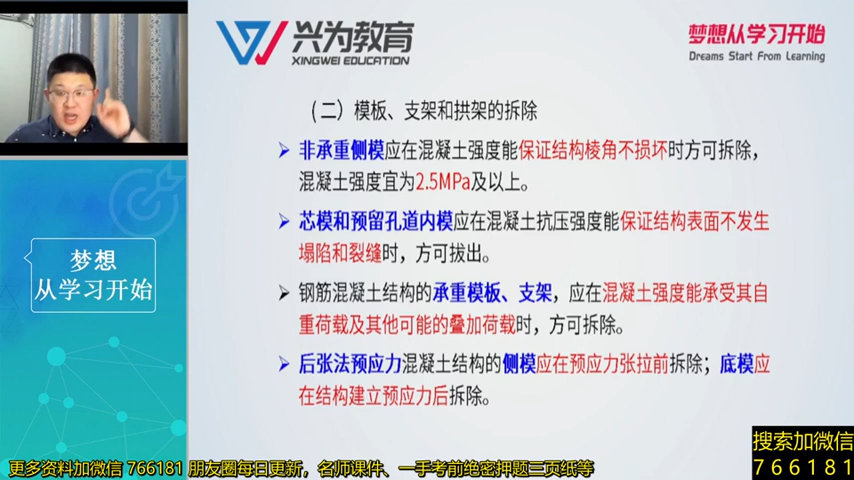 兴为教育
XINGWEI EDUCATION
梦想从学习开始
Dreams Start From Learning
（二）模板、支架和拱架的拆除
非承重侧模应在混凝土强度能保证结构棱角不损坏时方可拆除，
混凝土强度宜为2.5MPa及以上。
芯模和预留孔道内模应在混凝土抗压强度能保证结构表面不发生
塌陷和裂缝时，方可拔出。
钢筋混凝土结构的承重模板、支架，应在混凝土强度能承受其自
重荷载及其他可能的叠加荷载时，方可拆除。
后张法预应力混凝土结构的侧模应在预应力张拉前拆除；底模应
在结构建立预应力后拆除。
梦想
从学习开始
更多资料加微信 766181 朋友圈每日更新，名师课件、一手考前绝密押题三页纸等
搜索加微信
766181